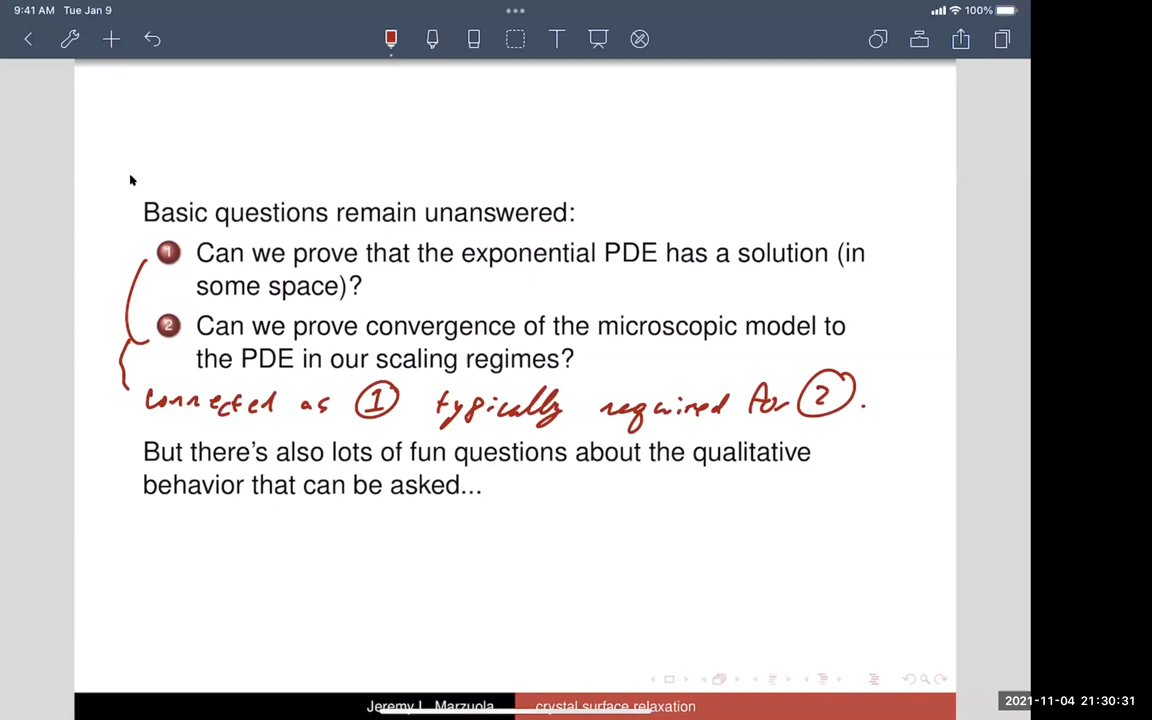 9:41 AM Tue Jan 9
100%
Basic questions remain unanswered:
1 Can we prove that the exponential PDE has a solution (in
some space)?
2 Can we prove convergence of the microscopic model to
the PDE in our scaling regimes?
connected as 1 typically required for 2.
But there's also lots of fun questions about the qualitative
behavior that can be asked...
Jeremy L. Marzuola crystal surface relaxation
2021-11-04 21:30:31